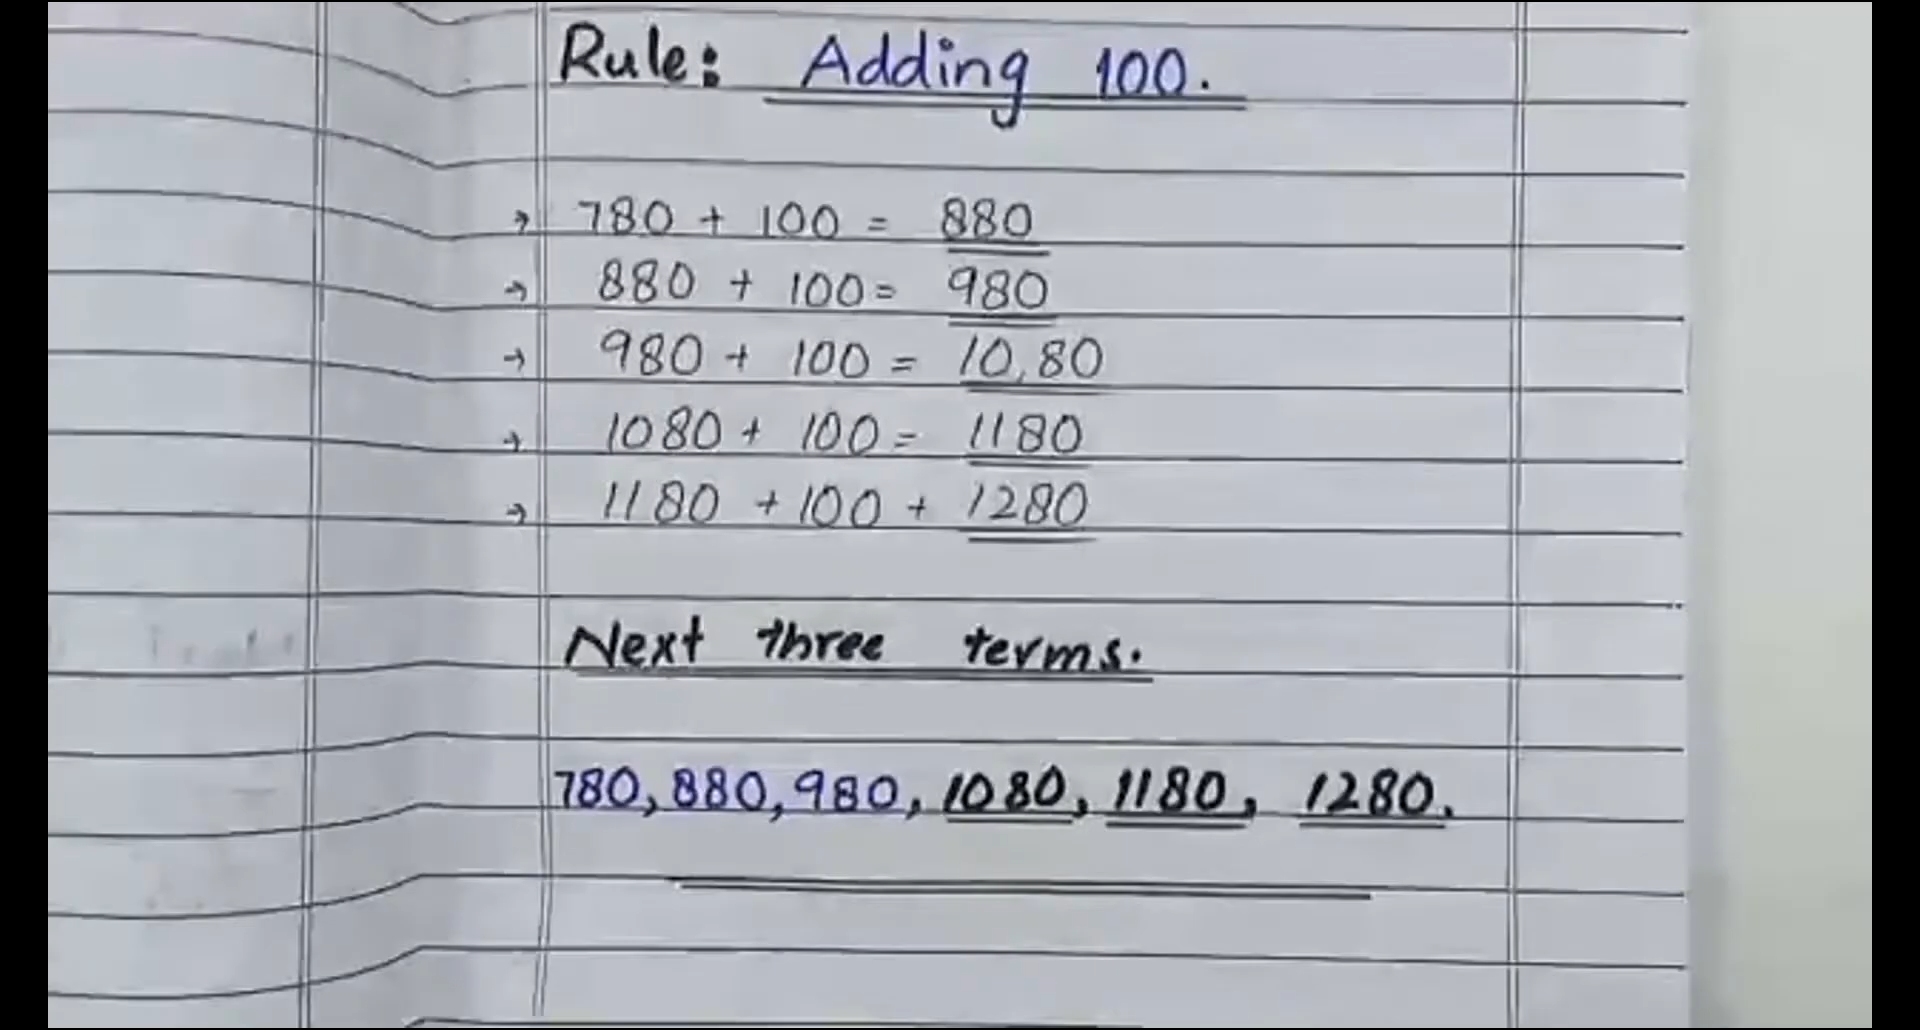 Rule: Adding 100.
→ 780 + 100 = 880
→ 880 + 100 = 980
→ 980 + 100 = 10,80
→ 1080 + 100 = 1180
→ 1180 + 100 + 1280
Next three terms.
780, 880, 980, 1080, 1180, 1280.